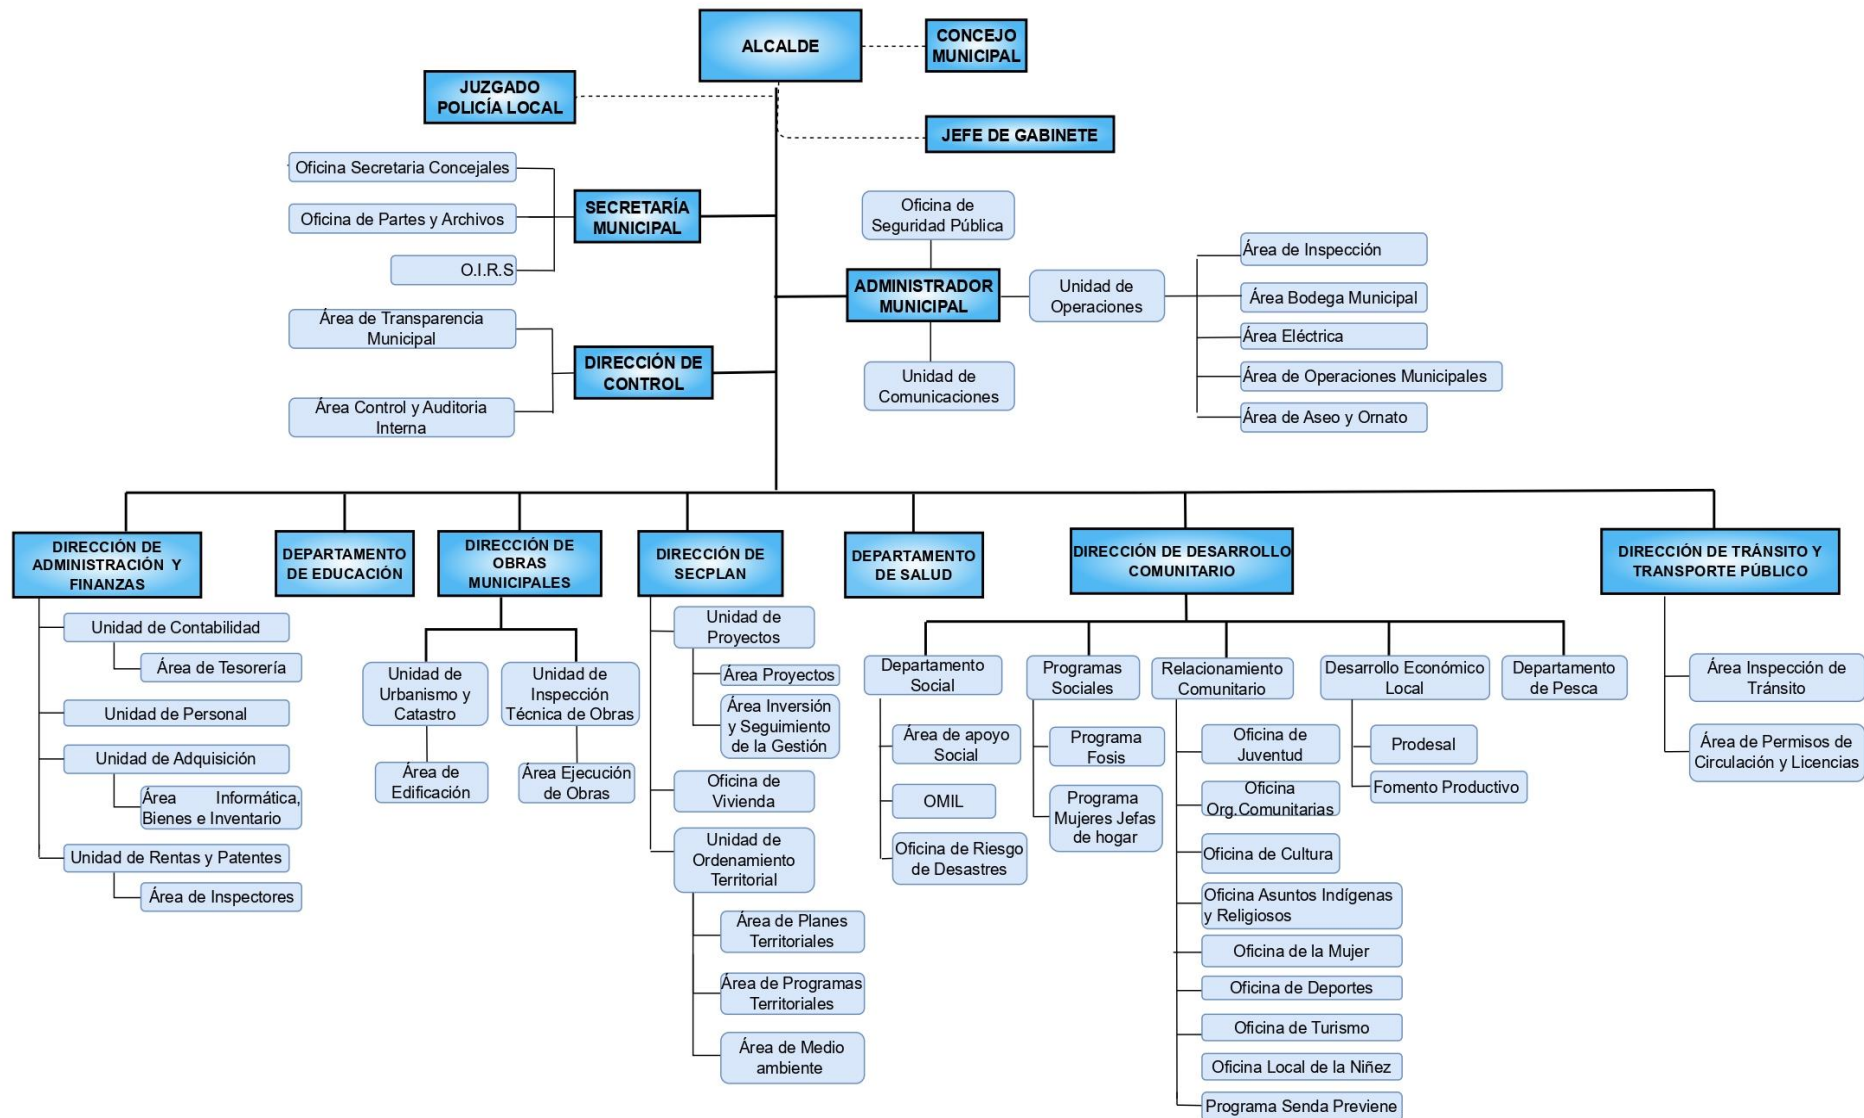 ALCALDE
CONCEJO
MUNICIPAL
JUZGADO
POLICÍA LOCAL
JEFE DE GABINETE
Oficina Secretaria Concejales
Oficina de Partes y Archivos
O.I.R.S
SECRETARÍA
MUNICIPAL
Área de Transparencia
Municipal
Área Control y Auditoria
Interna
DIRECCIÓN DE
CONTROL
Oficina de
Seguridad Pública
ADMINISTRADOR
MUNICIPAL
Unidad de
Comunicaciones
Unidad de
Operaciones
Área de Inspección
Área Bodega Municipal
Área Eléctrica
Área de Operaciones Municipales
Área de Aseo y Ornato
DIRECCIÓN DE
ADMINISTRACIÓN Y
FINANZAS
Unidad de Contabilidad
Área de Tesorería
Unidad de Personal
Unidad de Adquisición
Área Informática,
Bienes e Inventario
Unidad de Rentas y Patentes
Área de Inspectores
DEPARTAMENTO
DE EDUCACIÓN
DIRECCIÓN DE
OBRAS
MUNICIPALES
Unidad de
Urbanismo y
Catastro
Área de
Edificación
Unidad de
Inspección
Técnica de Obras
Área Ejecución
de Obras
DIRECCIÓN DE
SECPLAN
Unidad de
Proyectos
Área Proyectos
Área Inversión
y Seguimiento
de la Gestión
Oficina de
Vivienda
Unidad de
Ordenamiento
Territorial
Área de Planes
Territoriales
Área de Programas
Territoriales
Área de Medio
ambiente
DEPARTAMENTO
DE SALUD
DIRECCIÓN DE DESARROLLO
COMUNITARIO
Departamento
Social
Área de apoyo
Social
OMIL
Oficina de Riesgo
de Desastres
Programas
Sociales
Programa
Fosis
Programa
Mujeres Jefas
de hogar
Relacionamiento
Comunitario
Oficina de
Juventud
Oficina
Org.Comunitarias
Oficina de Cultura
Oficina Asuntos Indígenas
y Religiosos
Oficina de la Mujer
Oficina de Deportes
Oficina de Turismo
Oficina Local de la Niñez
Programa Senda Previene
Desarrollo Económico
Local
Prodesal
Fomento Productivo
Departamento
de Pesca
DIRECCIÓN DE TRÁNSITO Y
TRANSPORTE PÚBLICO
Área Inspección de
Tránsito
Área de Permisos de
Circulación y Licencias